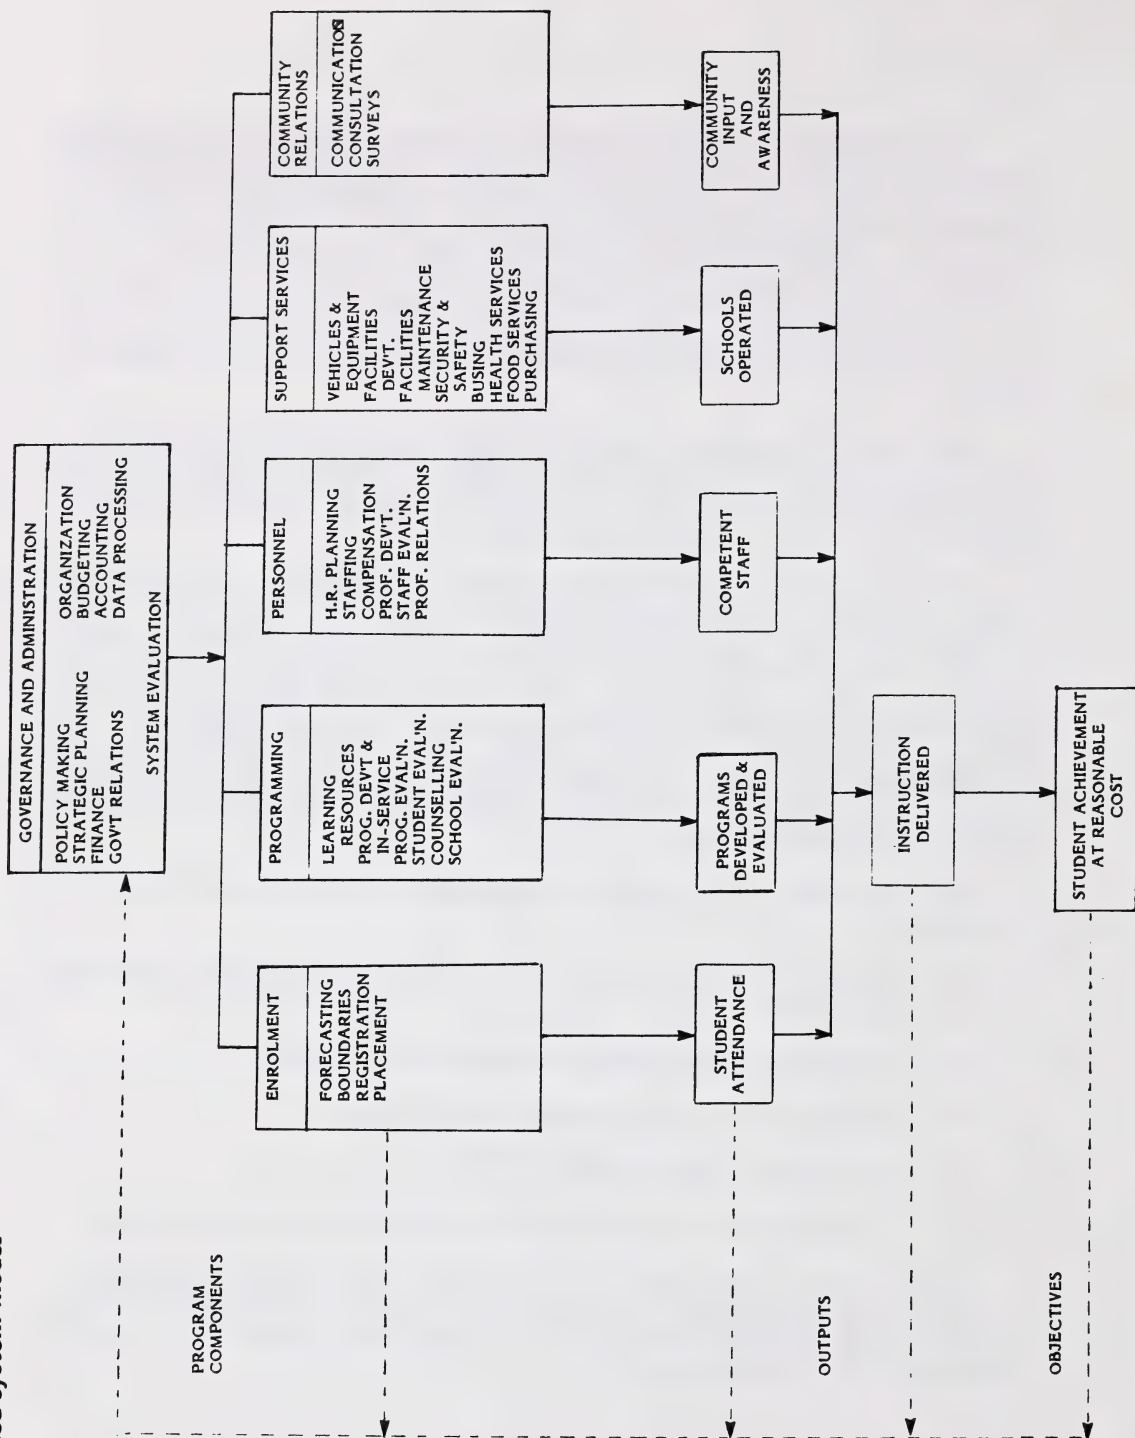 System Model
GOVERNANCE AND ADMINISTRATION
POLICY MAKING
STRATEGIC PLANNING
FINANCE
GOV'T RELATIONS
ORGANIZATION
BUDGETING
ACCOUNTING
DATA PROCESSING
SYSTEM EVALUATION
PROGRAM
COMPONENTS
ENROLMENT
FORECASTING
BOUNDARIES
REGISTRATION
PLACEMENT
PROGRAMMING
LEARNING
RESOURCES
PROG. DEV'T &
IN-SERVICE
PROG. EVAL'N.
STUDENT EVAL'N.
COUNSELLING
SCHOOL EVAL'N.
PERSONNEL
H.R. PLANNING
STAFFING
COMPENSATION
PROF. DEV'T.
STAFF EVAL'N.
PROF. RELATIONS
SUPPORT SERVICES
VEHICLES &
EQUIPMENT
FACILITIES
DEV'T.
FACILITIES
MAINTENANCE
SECURITY &
SAFETY
BUSING
HEALTH SERVICES
FOOD SERVICES
PURCHASING
COMMUNITY
RELATIONS
COMMUNICATION
CONSULTATION
SURVEYS
OUTPUTS
STUDENT
ATTENDANCE
PROGRAMS
DEVELOPED &
EVALUATED
COMPETENT
STAFF
SCHOOLS
OPERATED
COMMUNITY
INPUT
AND
AWARENESS
INSTRUCTION
DELIVERED
OBJECTIVES
STUDENT ACHIEVEMENT
AT REASONABLE
COST